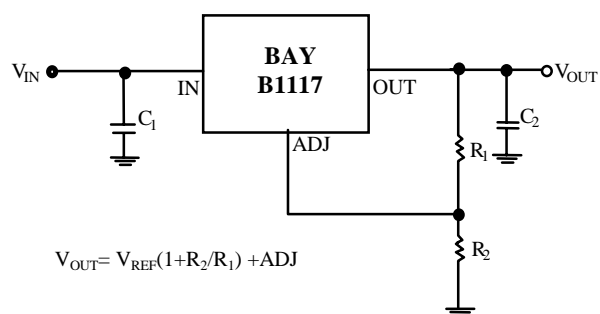 BAY
B1117
V_IN
IN
OUT
V_OUT
C_1
ADJ
C_2
R_1
R_2
V_OUT= V_REF(1+R_2/R_1) +ADJ